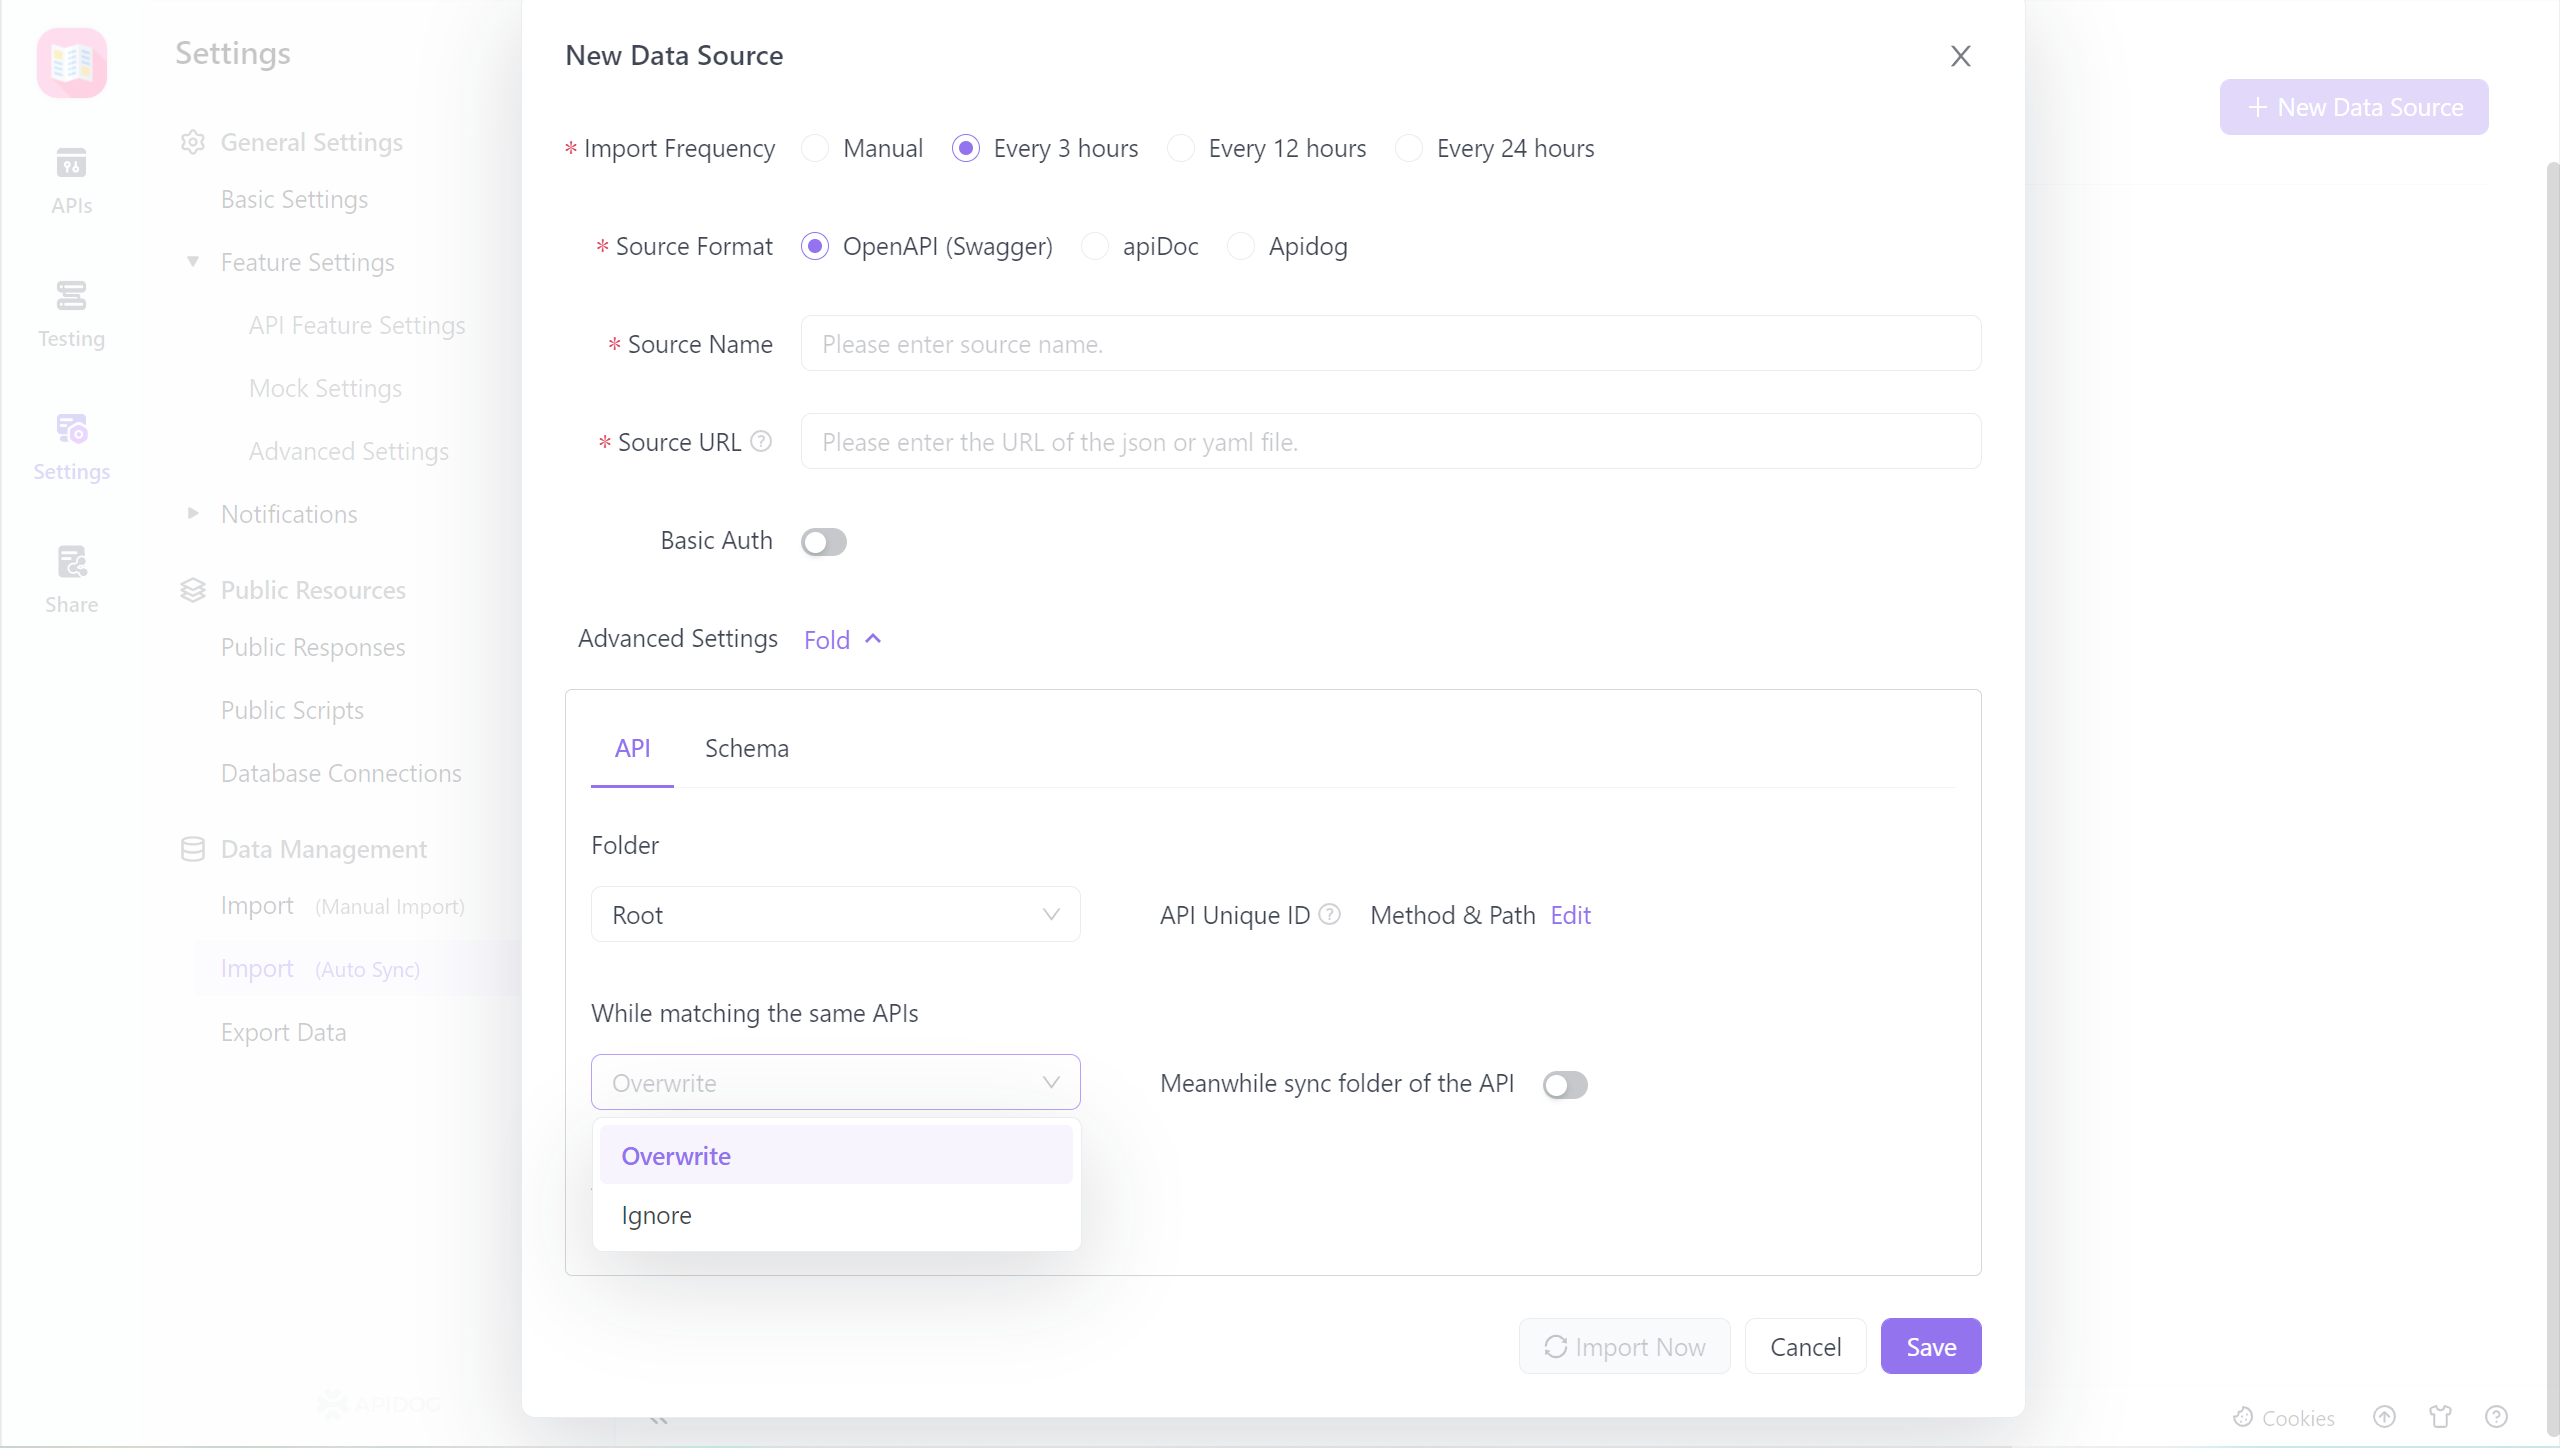 Settings
APIs
Testing
Settings
Share
General Settings
Basic Settings
Feature Settings
API Feature Settings
Mock Settings
Advanced Settings
Notifications
Public Resources
Public Responses
Public Scripts
Database Connections
Data Management
Import (Manual Import)
Import (Auto Sync)
Export Data
APIDOG
New Data Source
* Import Frequency Manual Every 3 hours Every 12 hours Every 24 hours
* Source Format OpenAPI (Swagger) apiDoc Apidog
* Source Name Please enter source name.
* Source URL Please enter the URL of the json or yaml file.
Basic Auth
Advanced Settings Fold
API Schema
Folder
Root API Unique ID Method & Path Edit
While matching the same APIs
Overwrite Meanwhile sync folder of the API
Overwrite
Ignore
Import Now Cancel Save
+ New Data Source
Cookies